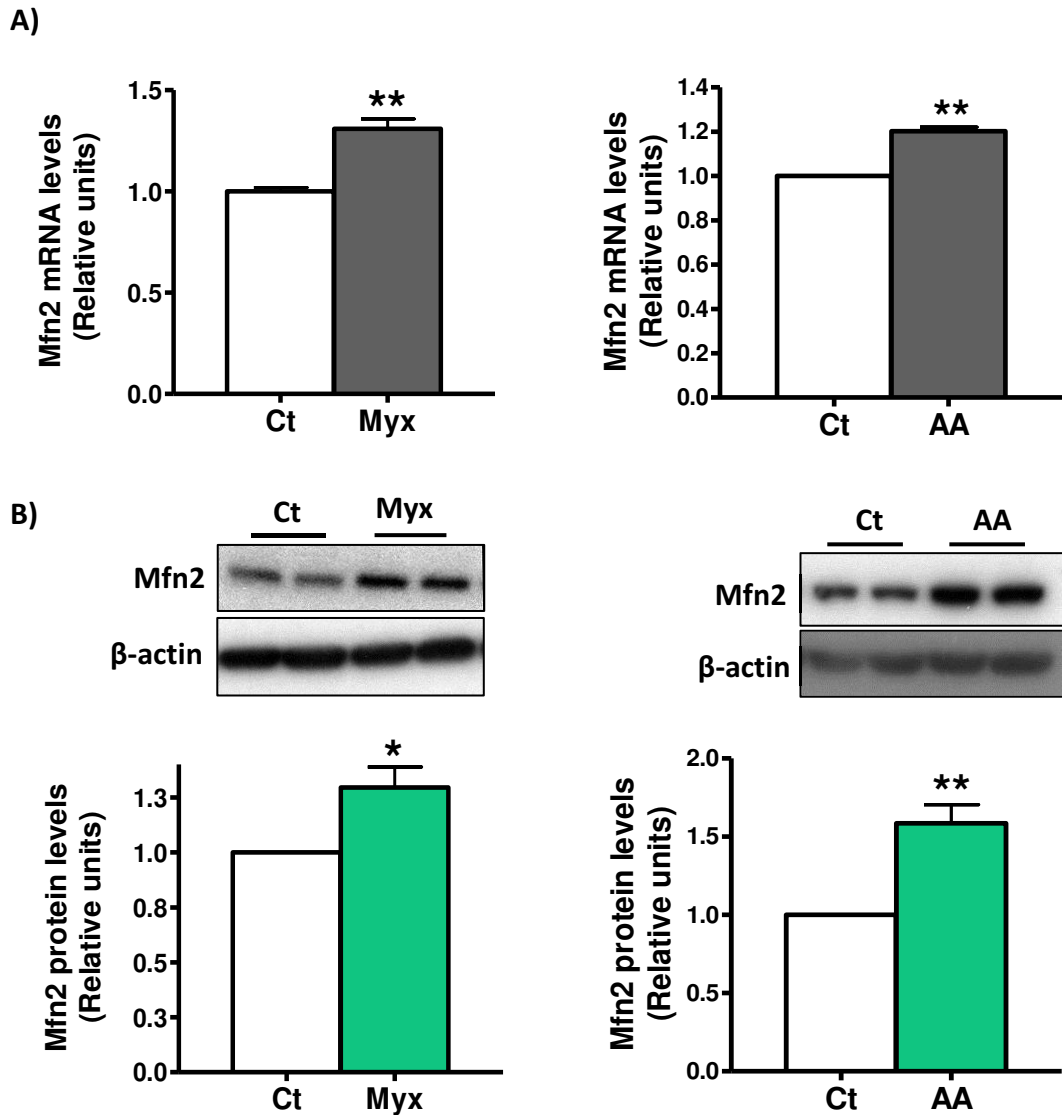 A)
Mfn2 mRNA levels
(Relative units)
1.5
1.0
0.5
0.0
**
Ct Myx
Mfn2 mRNA levels
(Relative units)
1.4
1.2
1.0
0.8
0.6
0.4
0.2
0.0
**
Ct AA
B)
Ct Myx
Mfn2
β-actin
Ct AA
Mfn2
β-actin
Mfn2 protein levels
(Relative units)
1.3
1.0
0.8
0.5
0.3
0.0
*
Ct Myx
Mfn2 protein levels
(Relative units)
2.0
1.5
1.0
0.5
0.0
**
Ct AA